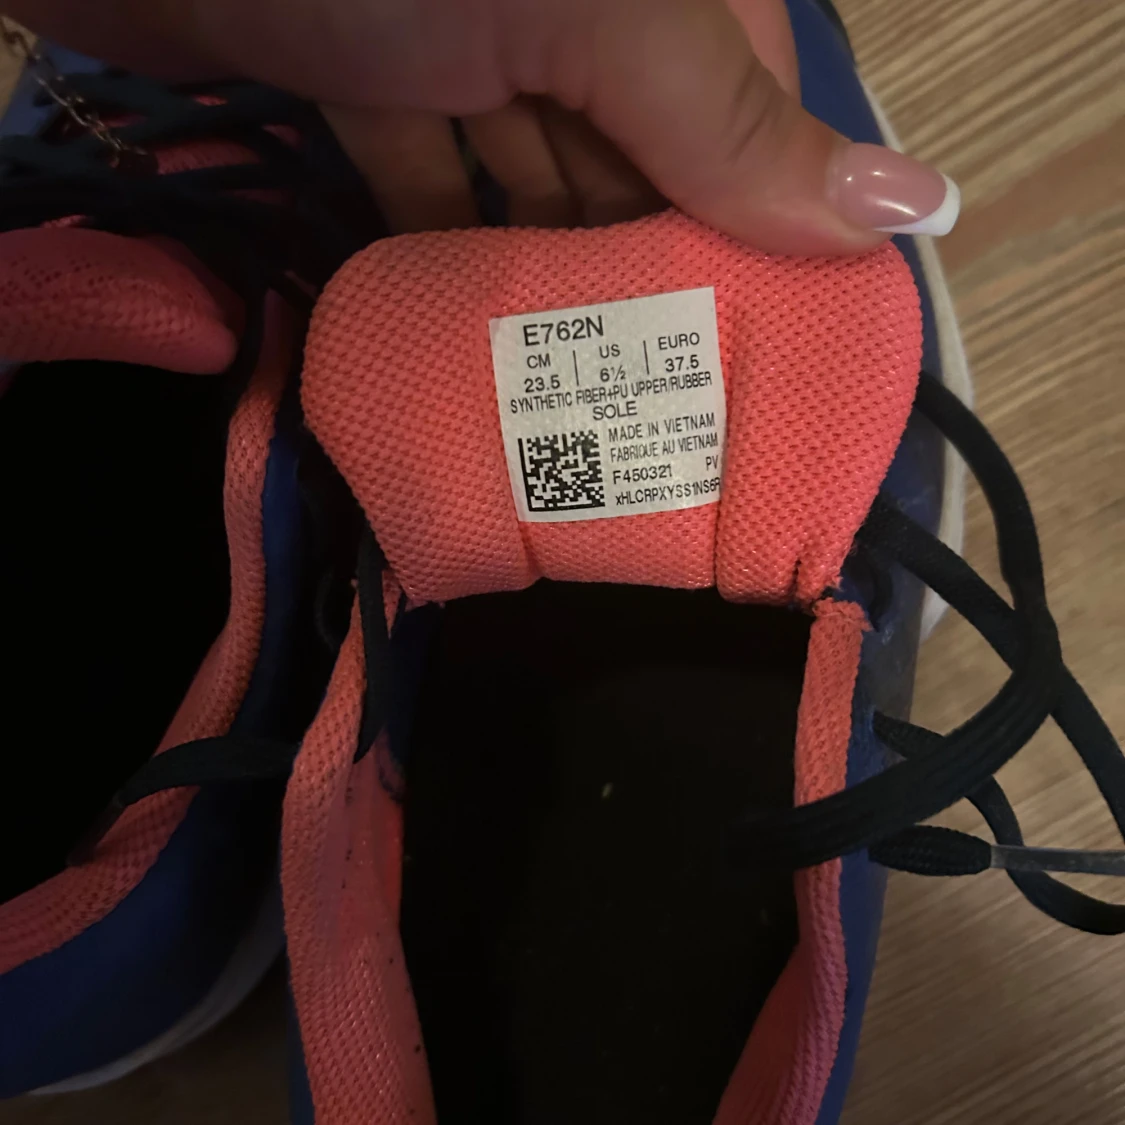 E762N
CM | US | EURO
23.5 6½ 37.5
SYNTHETIC FIBER+PU UPPER/RUBBER
SOLE
MADE IN VIETNAM
FABRIQUE AU VIETNAM
F450321 PV
xHLCRPXYSS1NS6R